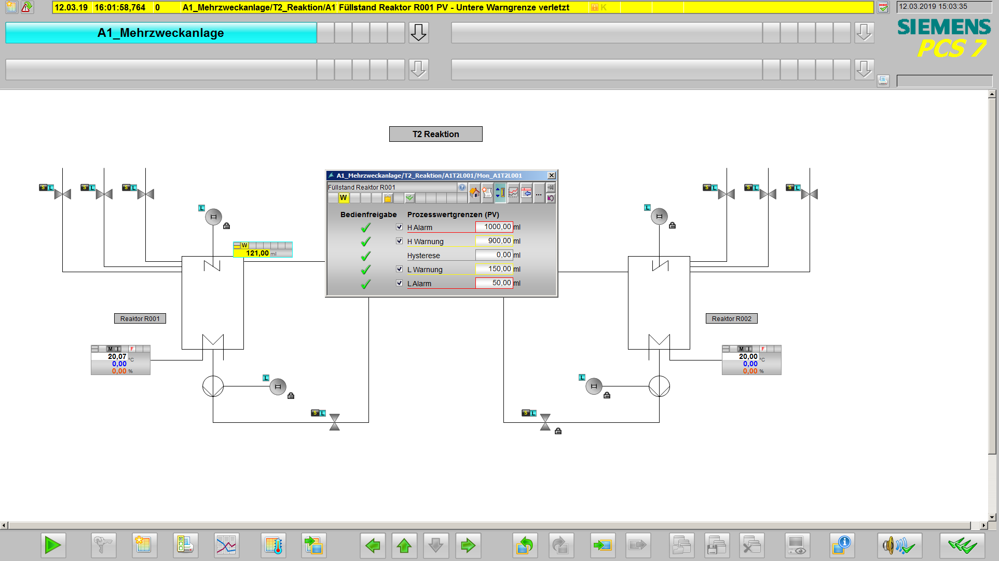 12.03.19 16:01:58,764 0 A1_Mehrzweckanlage/T2_Reaktion/A1 Füllstand Reaktor R001 PV - Untere Warngrenze verletzt K
12.03.2019 15:03:35
A1_Mehrzweckanlage
SIEMENS
PCS 7
T2 Reaktion
A1_Mehrzweckanlage/T2_Reaktion/A1T2L001/Mon_A1T2L001
Füllstand Reaktor R001
W
...
Bedienfreigabe Prozesswertgrenzen (PV)
H Alarm 1000,00 ml
H Warnung 900,00 ml
Hysterese 0,00 ml
L Warnung 150,00 ml
L Alarm 50,00 ml
S L
S L
S L
L
W
121,00 ml
Reaktor R001
M I F
20,07 °C
0,00
0,00 %
L
S L
S L
S L
S L
L
Reaktor R002
M I F
20,00 °C
0,00
0,00 %
L
S L